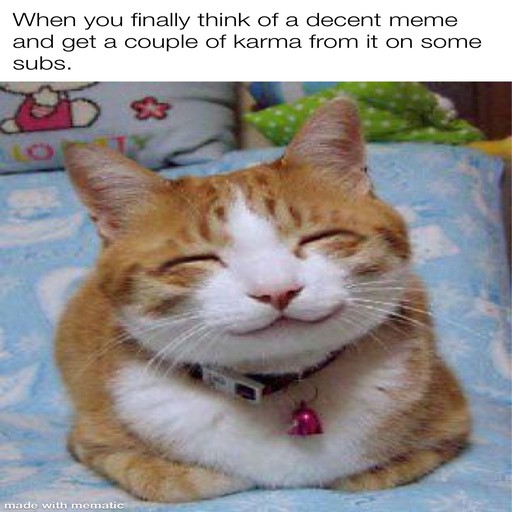 When you finally think of a decent meme
and get a couple of karma from it on some
subs.
made with mematic